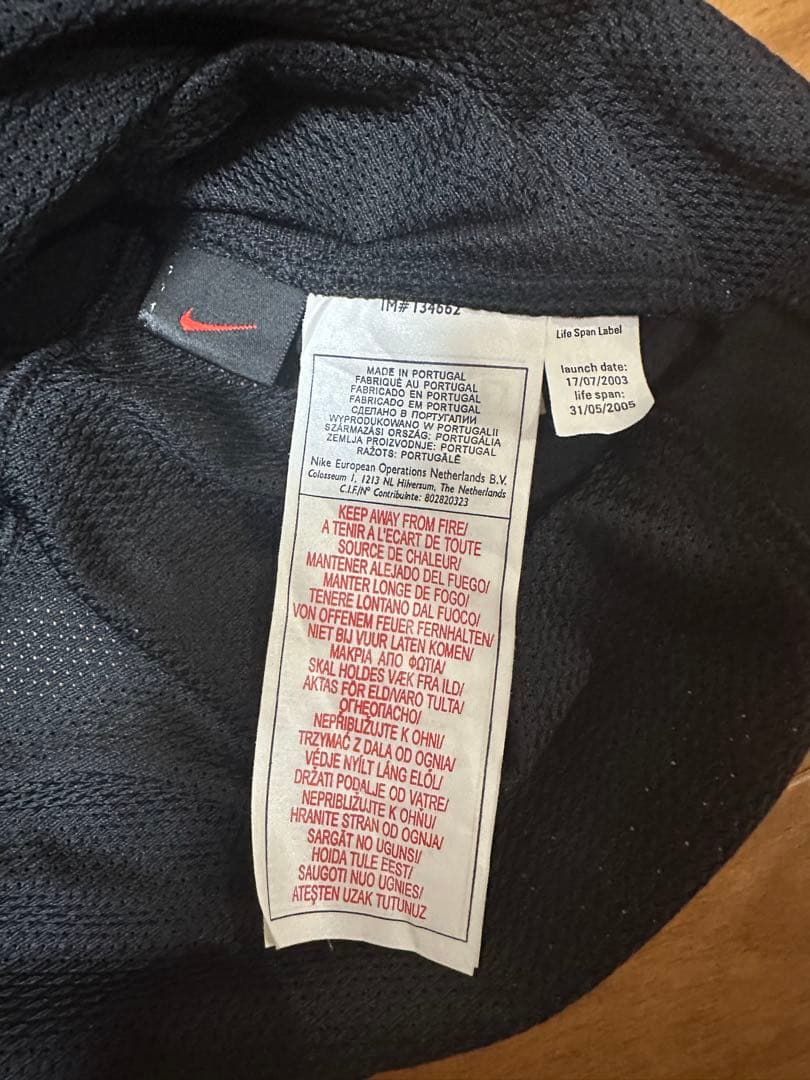 IM#134662
MADE IN PORTUGAL
FABRIQUÉ AU PORTUGAL
FABRICADO EN PORTUGAL
FABRICADO EM PORTUGAL
СДЕЛАНО В ПОРТУГАЛИИ
WYPRODUKOWANO W PORTUGALII
SZÁRMAZÁSI ORSZÁG: PORTUGÁLIA
ZEMLJA PROIZVODNJE: PORTUGAL
RAŽOTS: PORTUGĀLE
Nike European Operations Netherlands B.V.
Colosseum 1, 1213 NL Hilversum, The Netherlands
C.I.F/Nº Contribuinte: 802820323
KEEP AWAY FROM FIRE/
A TENIR À L'ECART DE TOUTE
SOURCE DE CHALEUR/
MANTENER ALEJADO DEL FUEGO/
MANTER LONGE DE FOGO/
TENERE LONTANO DAL FUOCO/
VON OFFENEM FEUER FERNHALTEN/
NIET BIJ VUUR LATEN KOMEN/
ΜΑΚΡΙΑ ΑΠΟ ΦΩΤΙΑ/
SKAL HOLDES VÆK FRA ILD/
AKTAS FÖR ELD/VARO TULTA/
ОГНЕОПАСНО/
NEPŘIBLIŽUJTE K OHNI/
TRZYMAĆ Z DALA OD OGNIA/
VÉDJE NYÍLT LÁNG ELŐL/
DRŽATI PODALJE OD VATRE/
NEPRIBLIŽUJTE K OHŇU/
HRANITE STRAN OD OGNJA/
SARGĀT NO UGUNS!/
HOIDA TULE EEST/
SAUGOTI NUO UGNIES/
ATEŞTEN UZAK TUTUNUZ
Life Span Label
launch date:
17/07/2003
life span:
31/05/2005